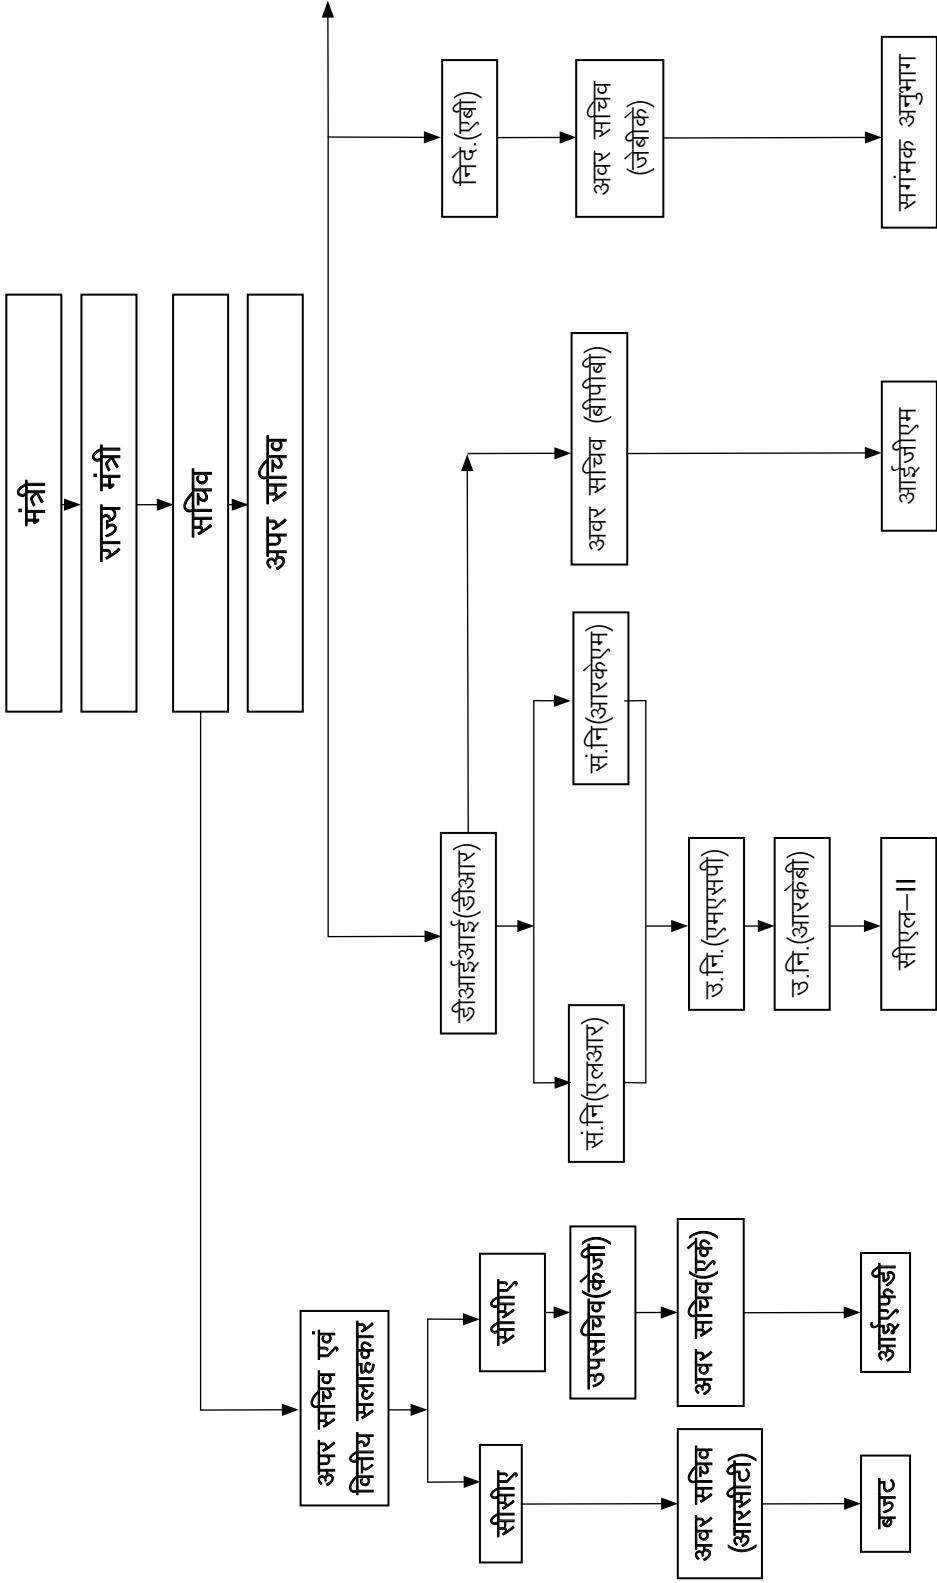 मंत्री
राज्य मंत्री
सचिव
अपर सचिव
अपर सचिव एवं
वित्तीय सलाहकार
सीसीए
अवर सचिव
(आरसीटी)
बजट
सीसीए
उपसचिव(केजी)
अवर सचिव(एके)
आईएफडी
डीआईआई(डीआर)
सं.नि(एलआर)
सं.नि(आरकेएम)
उ.नि.(एमएसपी)
उ.नि.(आरकेबी)
सीएल-II
अवर सचिव (बीपीबी)
आईजीएम
निदे.(एबी)
अवर सचिव
(जेबीके)
सगंमक अनुभाग